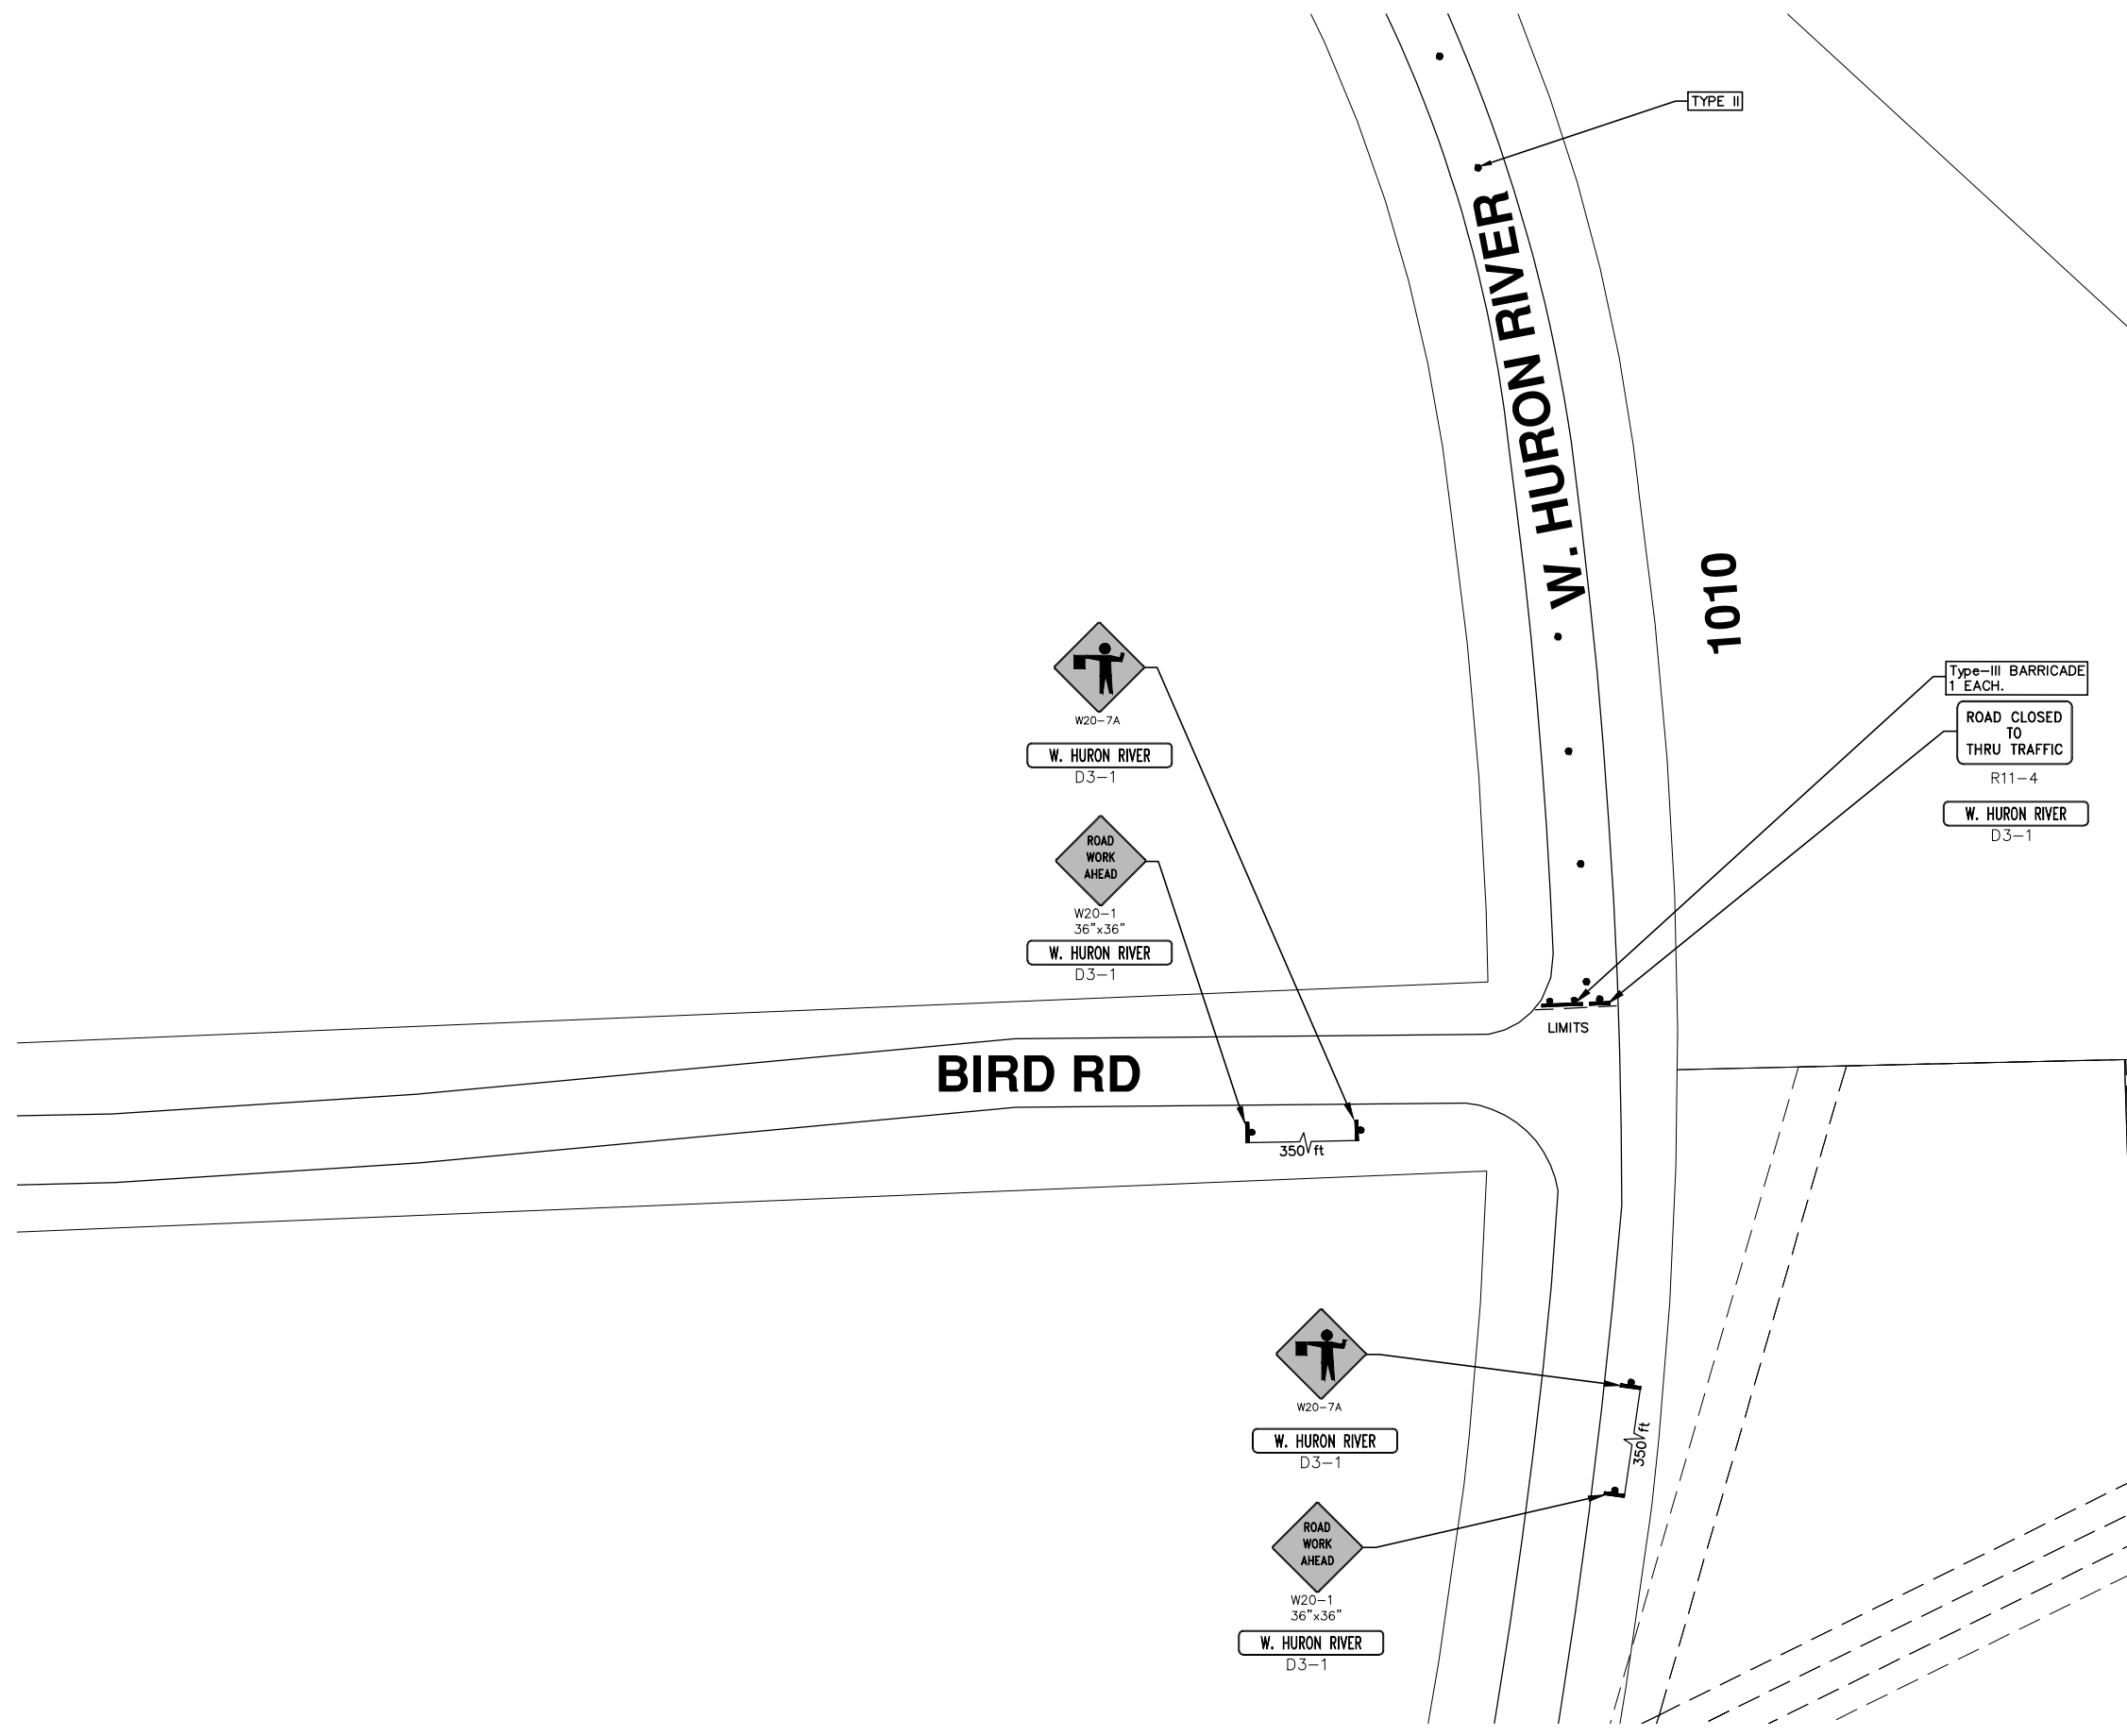 TYPE II
W. HURON RIVER
1010
W20-7A
W. HURON RIVER
D3-1
ROAD
WORK
AHEAD
W20-1
36"x36"
W. HURON RIVER
D3-1
Type-III BARRICADE
1 EACH.
ROAD CLOSED
TO
THRU TRAFFIC
R11-4
W. HURON RIVER
D3-1
LIMITS
BIRD RD
350 ft
W20-7A
W. HURON RIVER
D3-1
350 ft
ROAD
WORK
AHEAD
W20-1
36"x36"
W. HURON RIVER
D3-1